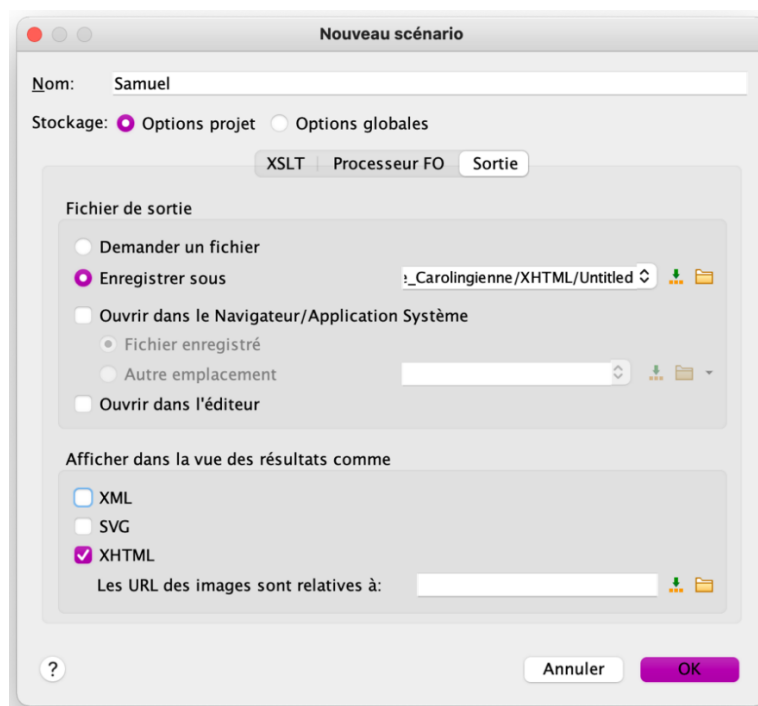 Nouveau scénario
Nom: Samuel
Stockage: Options projet Options globales
XSLT Processeur FO Sortie
Fichier de sortie
Demander un fichier
Enregistrer sous _Carolingienne/XHTML/Untitled
Ouvrir dans le Navigateur/Application Système
Fichier enregistré
Autre emplacement
Ouvrir dans l'éditeur
Afficher dans la vue des résultats comme
XML
SVG
XHTML
Les URL des images sont relatives à:
? Annuler OK